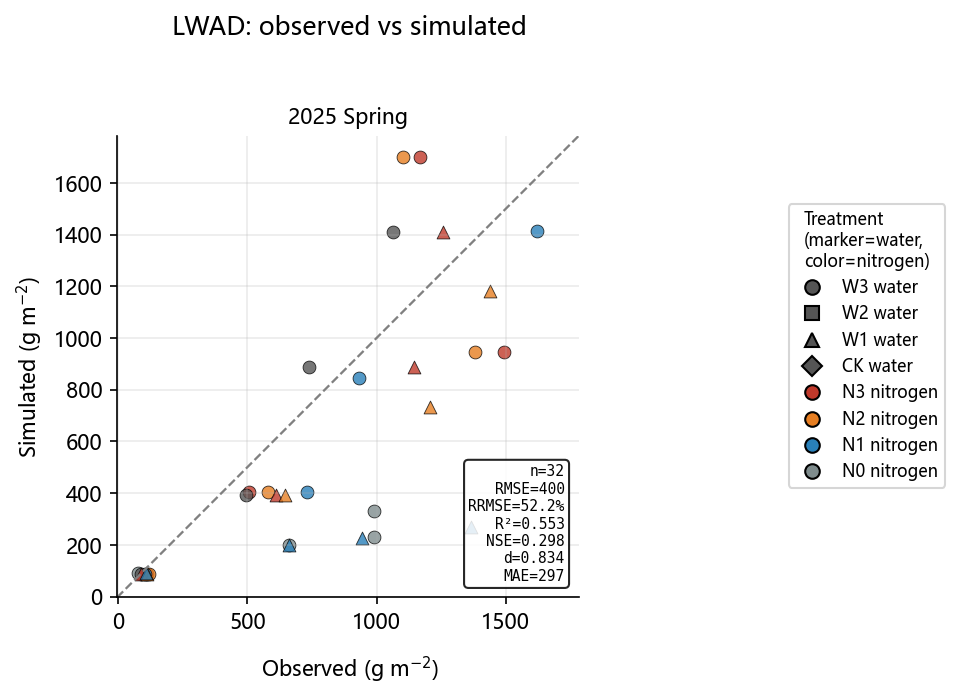 LWAD: observed vs simulated
2025 Spring
Simulated (g m⁻²)
1600
1400
1200
1000
800
600
400
200
0
0 500 1000 1500
Observed (g m⁻²)
n=32
RMSE=400
RRMSE=52.2%
R²=0.553
NSE=0.298
d=0.834
MAE=297
Treatment
(marker=water,
color=nitrogen)
W3 water
W2 water
W1 water
CK water
N3 nitrogen
N2 nitrogen
N1 nitrogen
N0 nitrogen